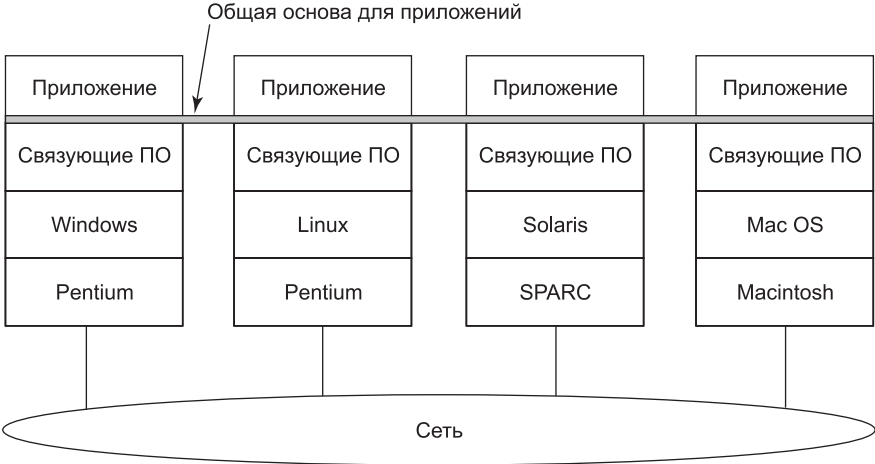 Общая основа для приложений
Приложение Приложение Приложение Приложение
Связующие ПО Связующие ПО Связующие ПО Связующие ПО
Windows Linux Solaris Mac OS
Pentium Pentium SPARC Macintosh
Сеть